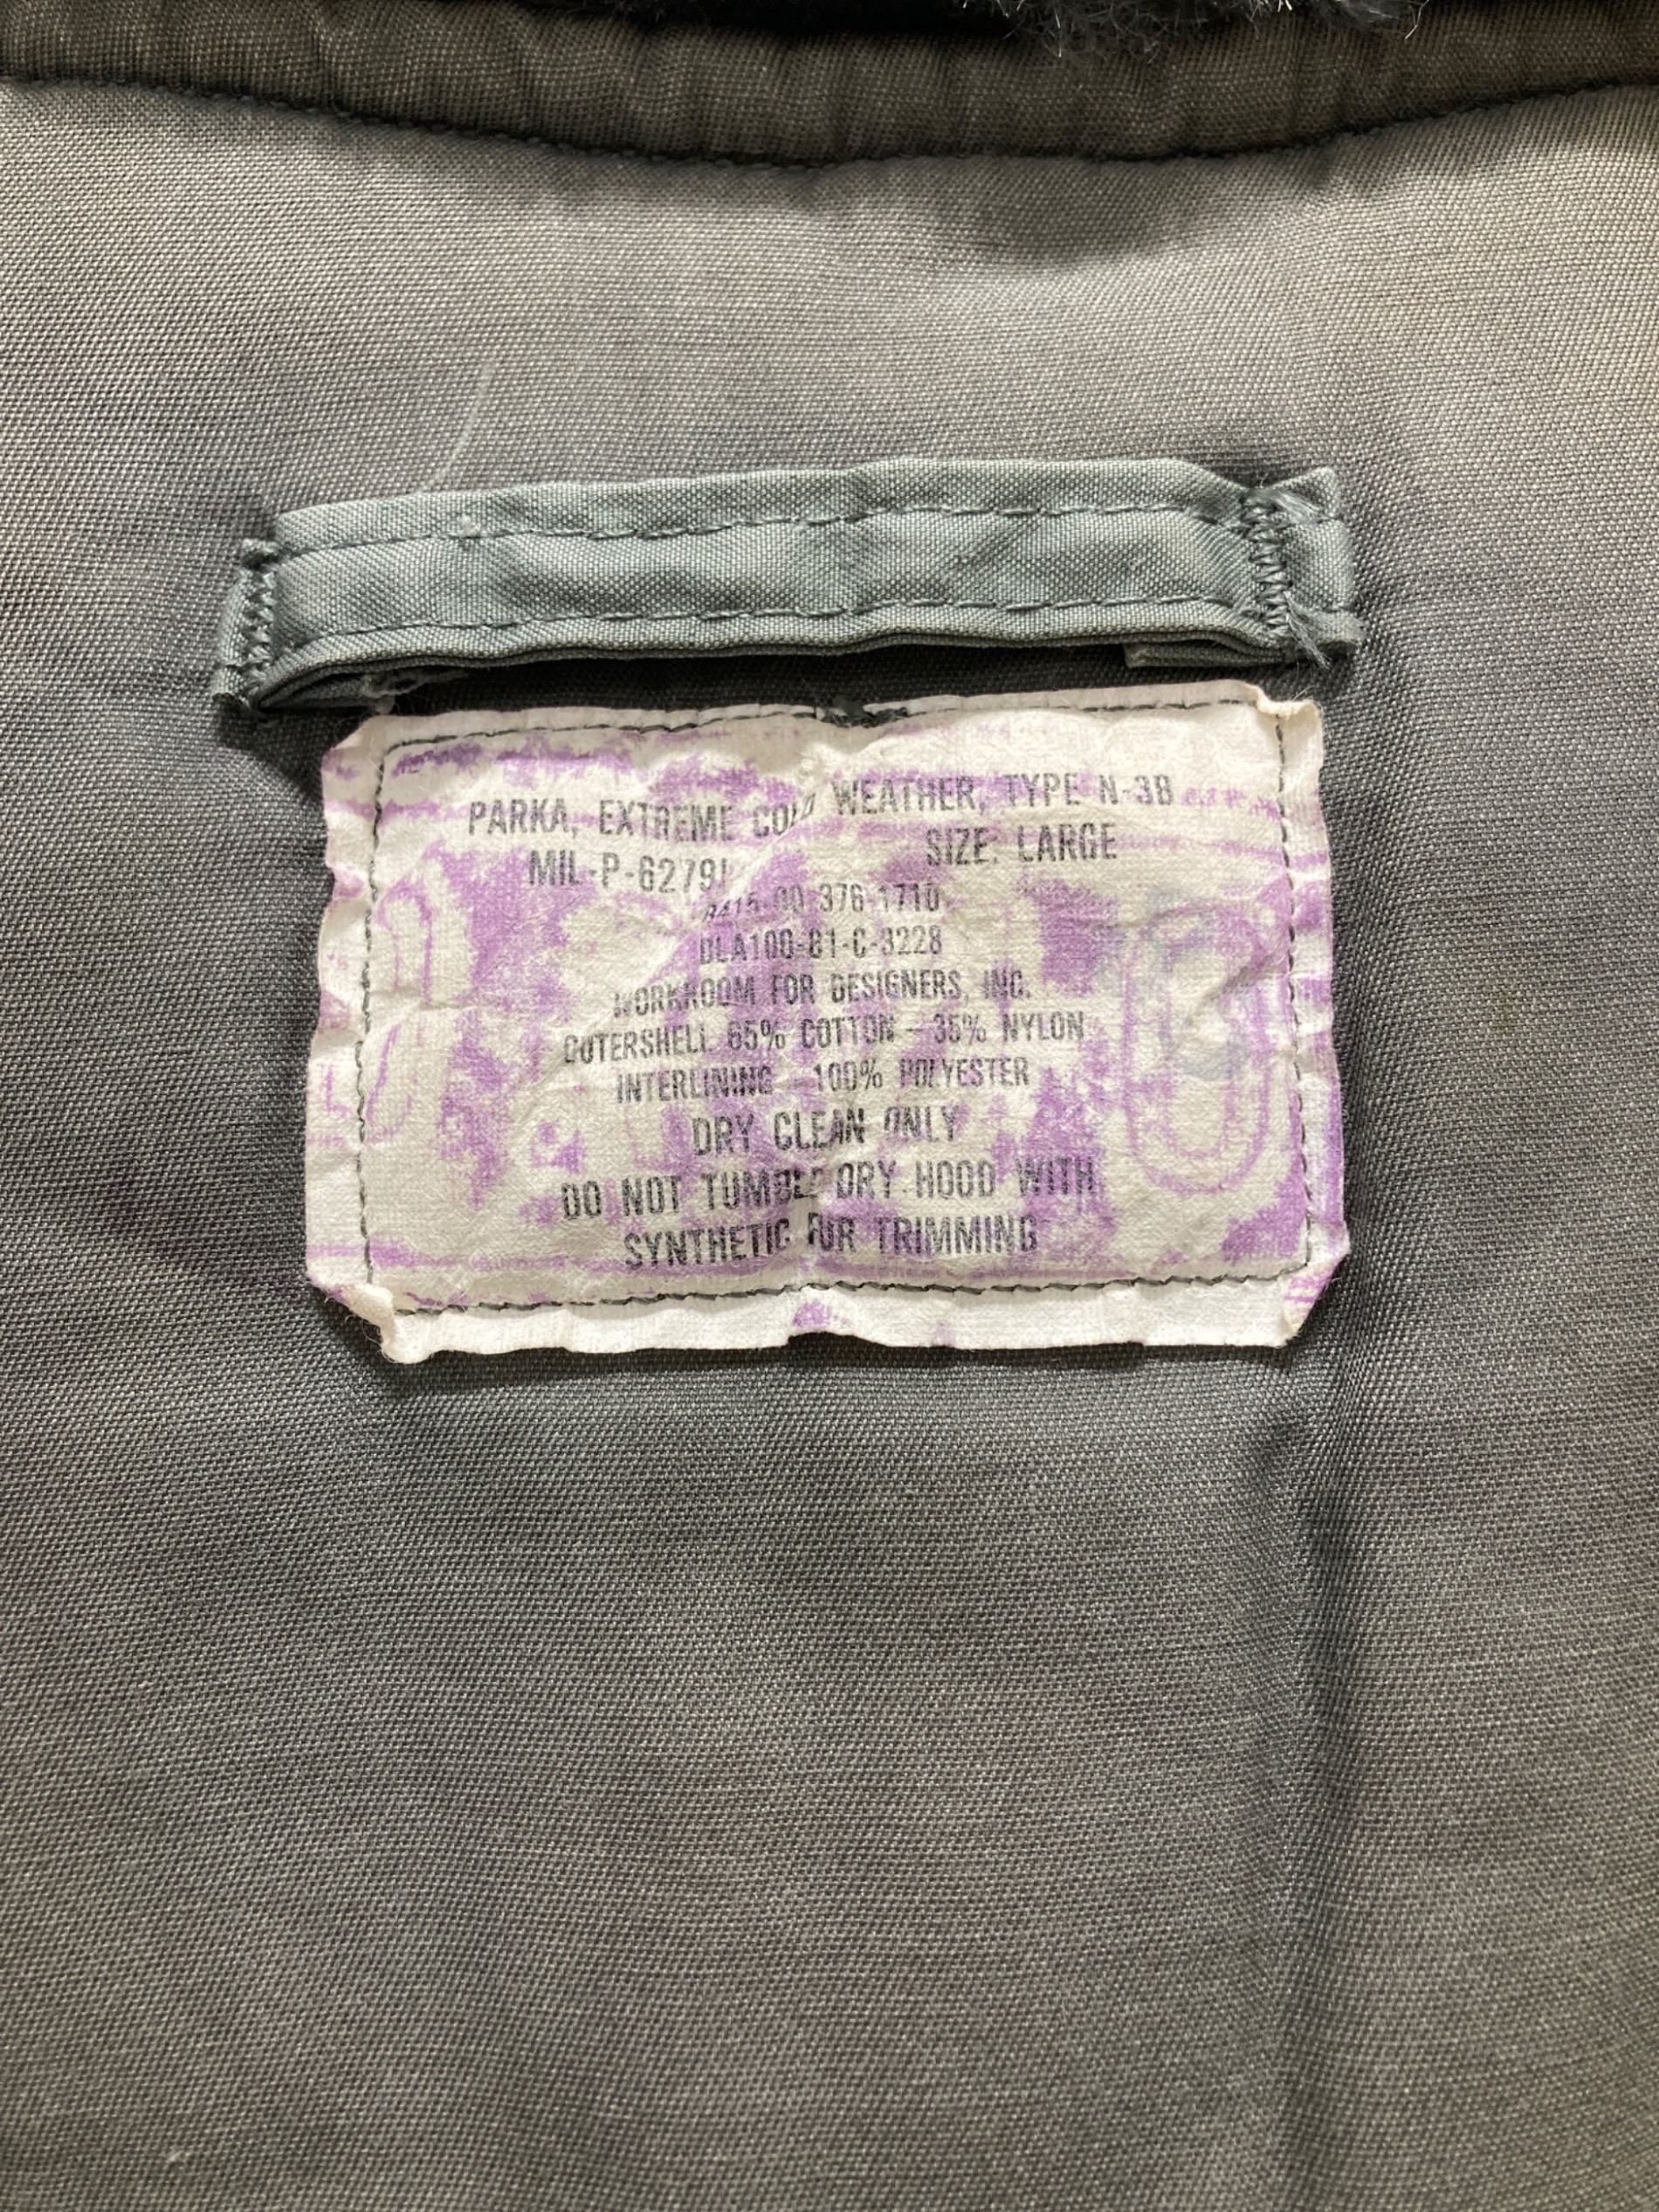 PARKA, EXTREME COLD WEATHER, TYPE N-3B
MIL-P-6279I SIZE: LARGE
8415-00-376-1710
DLA100-81-C-3228
WORKROOM FOR DESIGNERS, INC.
OUTERSHELL 65% COTTON - 35% NYLON
INTERLINING - 100% POLYESTER
DRY CLEAN ONLY
DO NOT TUMBLE DRY HOOD WITH
SYNTHETIC FUR TRIMMING